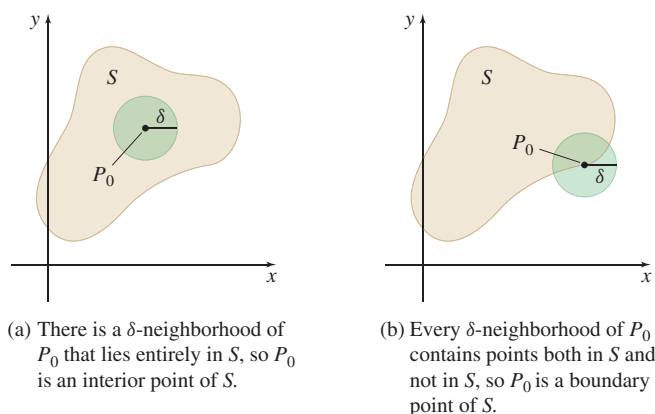 y
S
δ
P₀
x
(a) There is a δ-neighborhood of
P₀ that lies entirely in S, so P₀
is an interior point of S.
y
S
P₀
δ
x
(b) Every δ-neighborhood of P₀
contains points both in S and
not in S, so P₀ is a boundary
point of S.